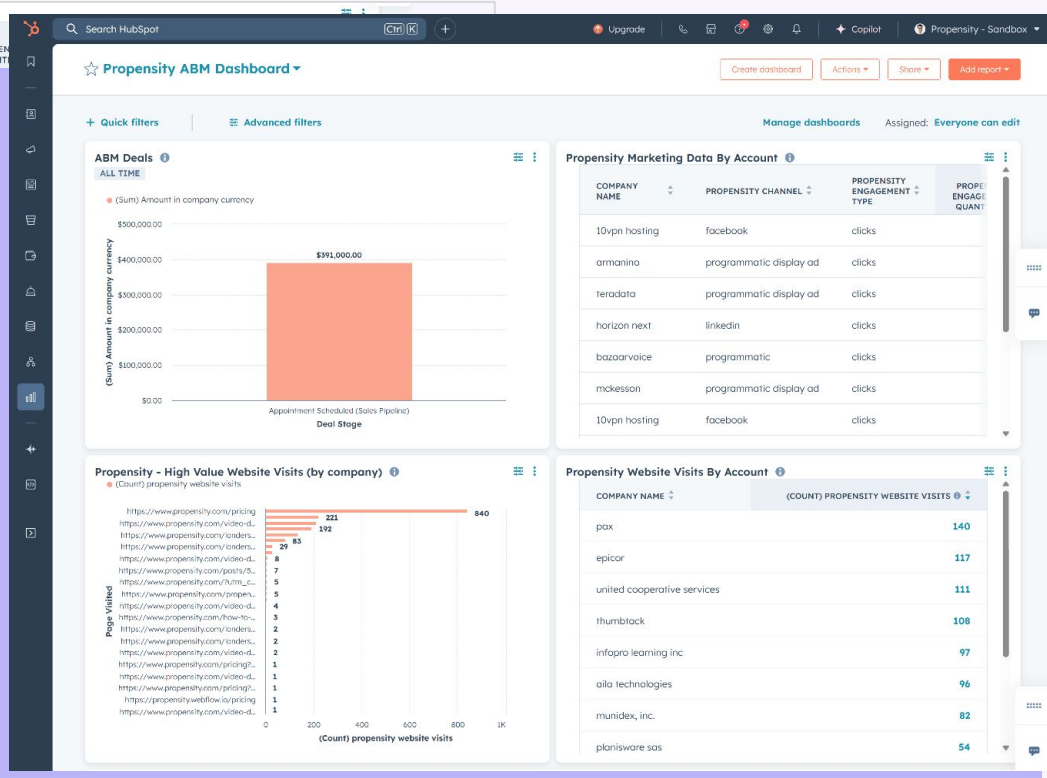 Search HubSpot
Ctrl K
Upgrade
Copilot
Propensity - Sandbox
Propensity ABM Dashboard
Create dashboard
Actions
Share
Add report
+ Quick filters
Advanced filters
Manage dashboards
Assigned: Everyone can edit
ABM Deals
ALL TIME
(Sum) Amount in company currency
(Sum) Amount in company currency
$500,000.00
$400,000.00
$300,000.00
$200,000.00
$100,000.00
$0.00
$391,000.00
Appointment Scheduled (Sales Pipeline)
Deal Stage
Propensity Marketing Data By Account
COMPANY NAME
PROPENSITY CHANNEL
PROPENSITY ENGAGEMENT TYPE
PROPE
ENGAGE
QUANT
10vpn hosting facebook clicks
armanino programmatic display ad clicks
teradata programmatic display ad clicks
horizon next linkedin clicks
bazaarvoice programmatic clicks
mckesson programmatic display ad clicks
10vpn hosting facebook clicks
Propensity - High Value Website Visits (by company)
(Count) propensity website visits
Page Visited
https://www.propensity.com/pricing 840
https://www.propensity.com/video-d... 221
https://www.propensity.com/landers... 192
https://www.propensity.com/landers... 83
https://www.propensity.com/video-d... 29
https://www.propensity.com/video-d... 8
https://www.propensity.com/posts/5... 7
https://www.propensity.com/?utm_c... 5
https://www.propensity.com/propen... 5
https://www.propensity.com/video-d... 4
https://www.propensity.com/how-to-... 3
https://www.propensity.com/landers... 2
https://www.propensity.com/landers... 2
https://www.propensity.com/video-d... 2
https://www.propensity.com/pricing?... 1
https://www.propensity.com/video-d... 1
https://www.propensity.com/pricing?... 1
https://propensity.webflow.io/pricing 1
https://www.propensity.com/video-d... 1
0 200 400 600 800 1K
(Count) propensity website visits
Propensity Website Visits By Account
COMPANY NAME (COUNT) PROPENSITY WEBSITE VISITS
pax 140
epicor 117
united cooperative services 111
thumbtack 108
infopro learning inc 97
aila technologies 96
munidex, inc. 82
planisware sas 54